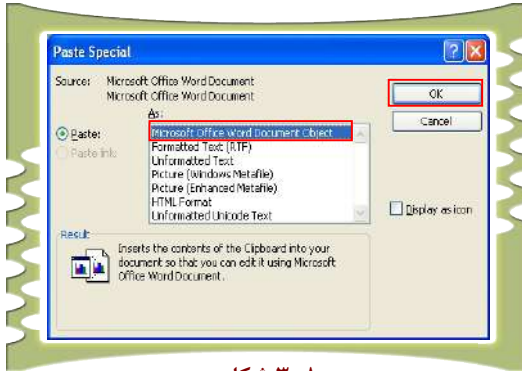 Paste Special
Source: Microsoft Office Word Document
Microsoft Office Word Document
As:
Paste:
Paste link:
Microsoft Office Word Document Object
Formatted Text (RTF)
Unformatted Text
Picture (Windows Metafile)
Picture (Enhanced Metafile)
HTML Format
Unformatted Unicode Text
OK
Cancel
Display as icon
Result
Inserts the contents of the Clipboard into your
document so that you can edit it using Microsoft
Office Word Document.